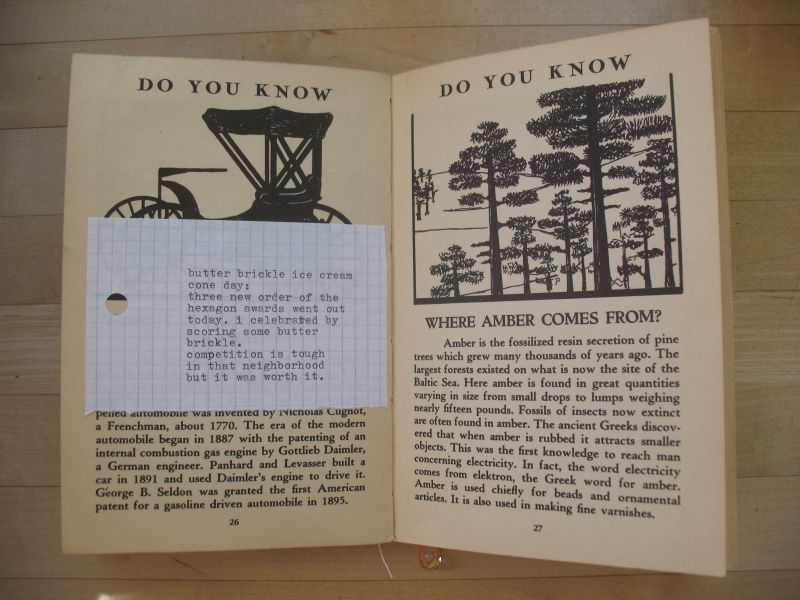 DO YOU KNOW
butter brickle ice cream
cone day:
three new order of the
hexagon awards went out
today. i celebrated by
scoring some butter
brickle.
competition is tough
in that neighborhood
but it was worth it.
pelled automobile was invented by Nicholas Cugnot,
a Frenchman, about 1770. The era of the modern
automobile began in 1887 with the patenting of an
internal combustion gas engine by Gottlieb Daimler,
a German engineer. Panhard and Levasser built a
car in 1891 and used Daimler's engine to drive it.
George B. Seldon was granted the first American
patent for a gasoline driven automobile in 1895.
26
DO YOU KNOW
WHERE AMBER COMES FROM?
Amber is the fossilized resin secretion of pine
trees which grew many thousands of years ago. The
largest forests existed on what is now the site of the
Baltic Sea. Here amber is found in great quantities
varying in size from small drops to lumps weighing
nearly fifteen pounds. Fossils of insects now extinct
are often found in amber. The ancient Greeks discov-
ered that when amber is rubbed it attracts smaller
objects. This was the first knowledge to reach man
concerning electricity. In fact, the word electricity
comes from elektron, the Greek word for amber.
Amber is used chiefly for beads and ornamental
articles. It is also used in making fine varnishes.
27